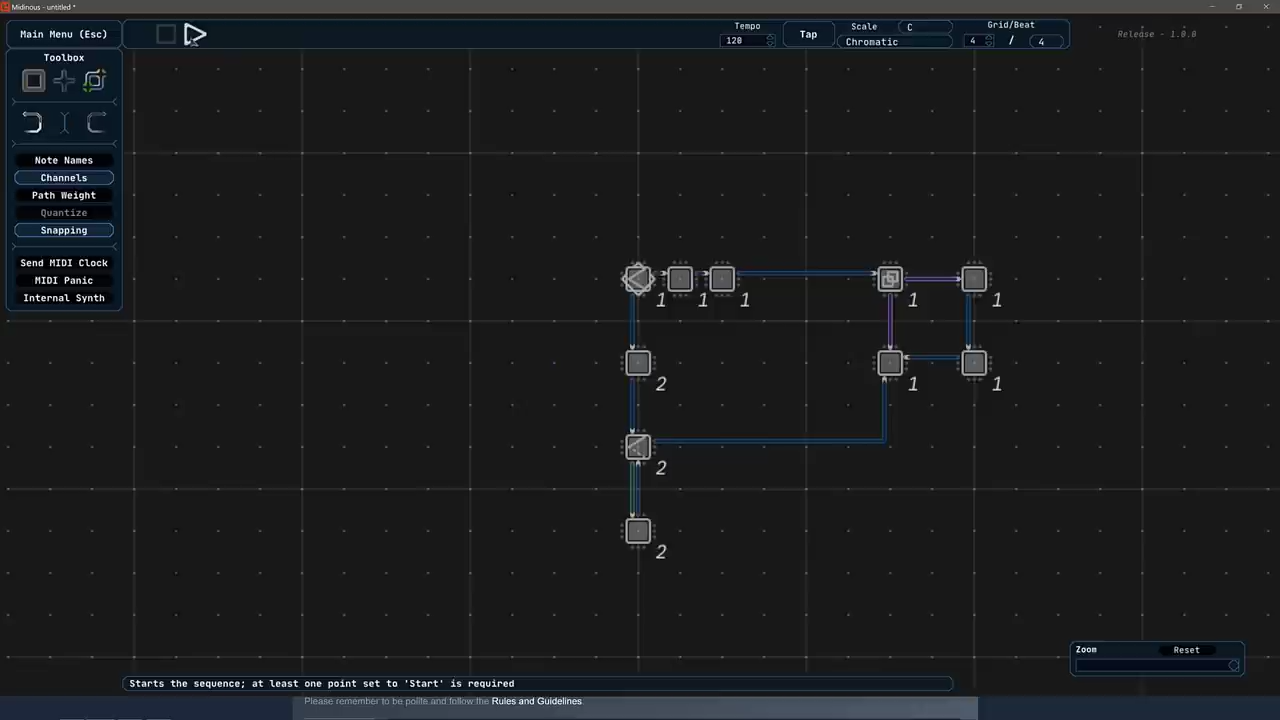 Midinous - untitled *
Main Menu (Esc)
Tempo
120
Tap
Scale
C
Chromatic
Grid/Beat
4 / 4
Release - 1.0.0
Toolbox
Note Names
Channels
Path Weight
Quantize
Snapping
Send MIDI Clock
MIDI Panic
Internal Synth
1 1 1 1 1
2 1 1
2
2
Zoom
Reset
Starts the sequence; at least one point set to 'Start' is required
Please remember to be polite and follow the Rules and Guidelines.